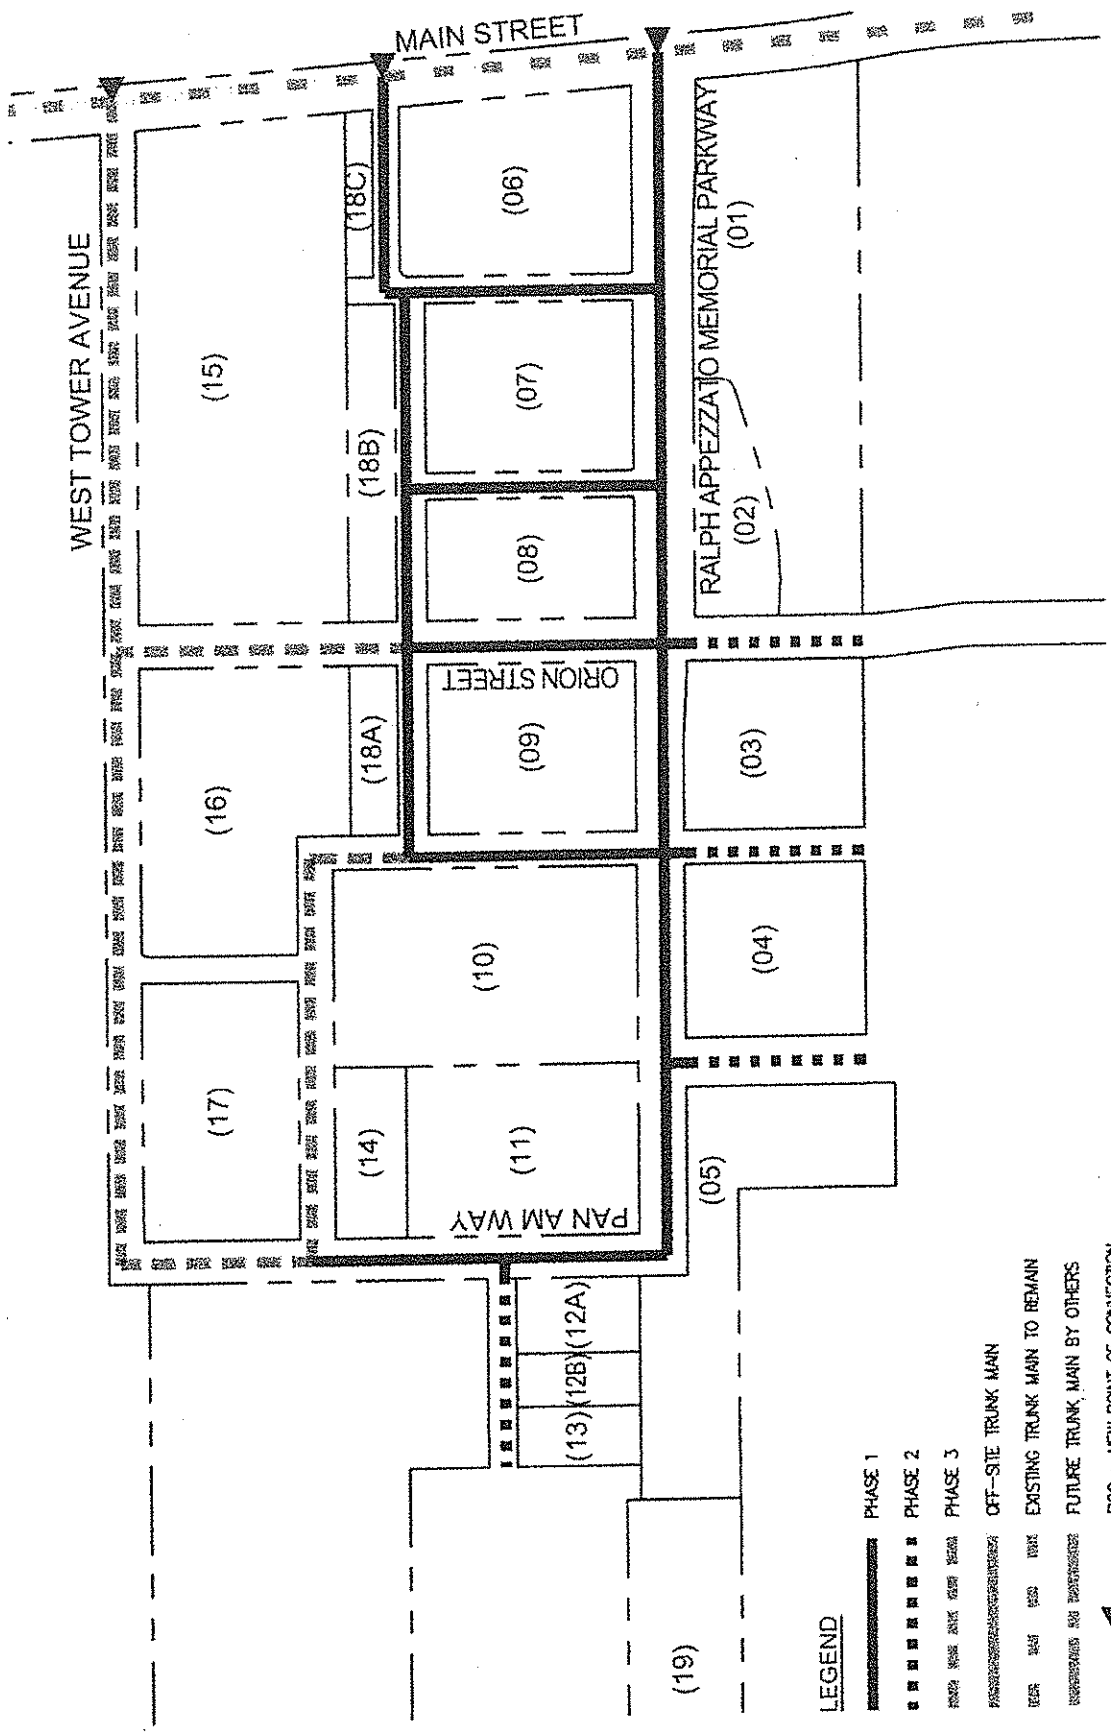 MAIN STREET
WEST TOWER AVENUE
(15)
(18C)
(06)
RALPH APPEZZATO MEMORIAL PARKWAY
(01)
(18B)
(07)
(02)
(08)
(16)
(18A)
ORION STREET
(09)
(03)
(10)
(04)
(17)
(14)
(11)
PAN AM WAY
(05)
(12A)
(12B)
(13)
(19)
LEGEND
PHASE 1
PHASE 2
PHASE 3
OFF-SITE TRUNK MAIN
EXISTING TRUNK MAIN TO REMAIN
FUTURE TRUNK MAIN BY OTHERS